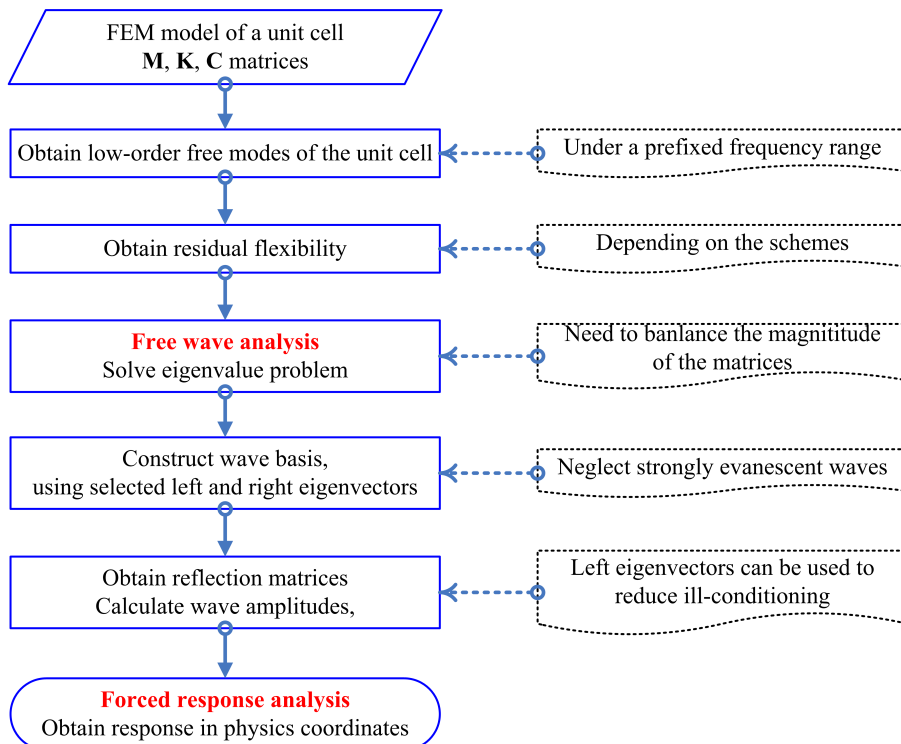 FEM model of a unit cell
M, K, C matrices
Obtain low-order free modes of the unit cell
Under a prefixed frequency range
Obtain residual flexibility
Depending on the schemes
Free wave analysis
Solve eigenvalue problem
Need to banlance the magnititude
of the matrices
Construct wave basis,
using selected left and right eigenvectors
Neglect strongly evanescent waves
Obtain reflection matrices
Calculate wave amplitudes,
Left eigenvectors can be used to
reduce ill-conditioning
Forced response analysis
Obtain response in physics coordinates